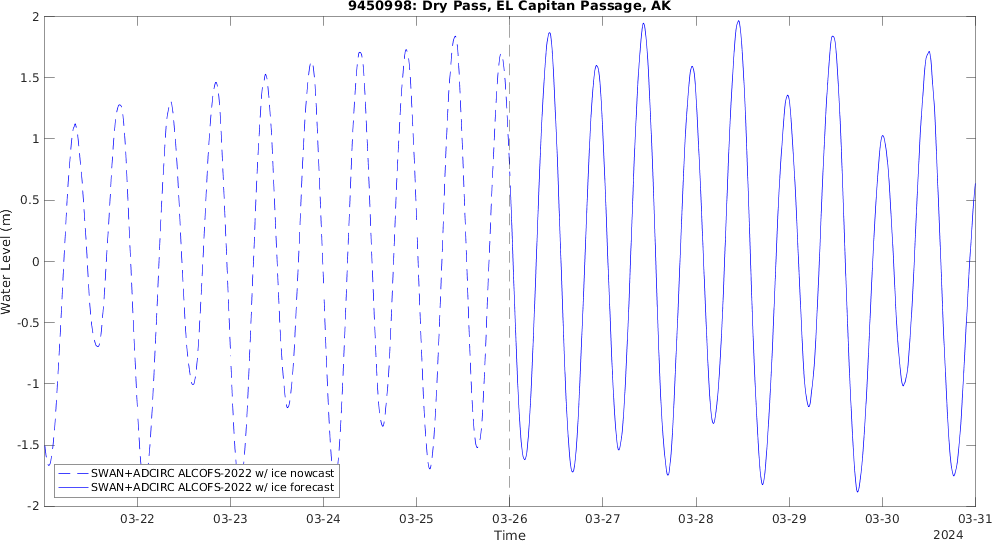 9450998: Dry Pass, EL Capitan Passage, AK
2
1.5
1
0.5
0
-0.5
-1
-1.5
-2
Water Level (m)
SWAN+ADCIRC ALCOFS-2022 w/ ice nowcast
SWAN+ADCIRC ALCOFS-2022 w/ ice forecast
03-22 03-23 03-24 03-25 03-26 03-27 03-28 03-29 03-30 03-31
Time
2024